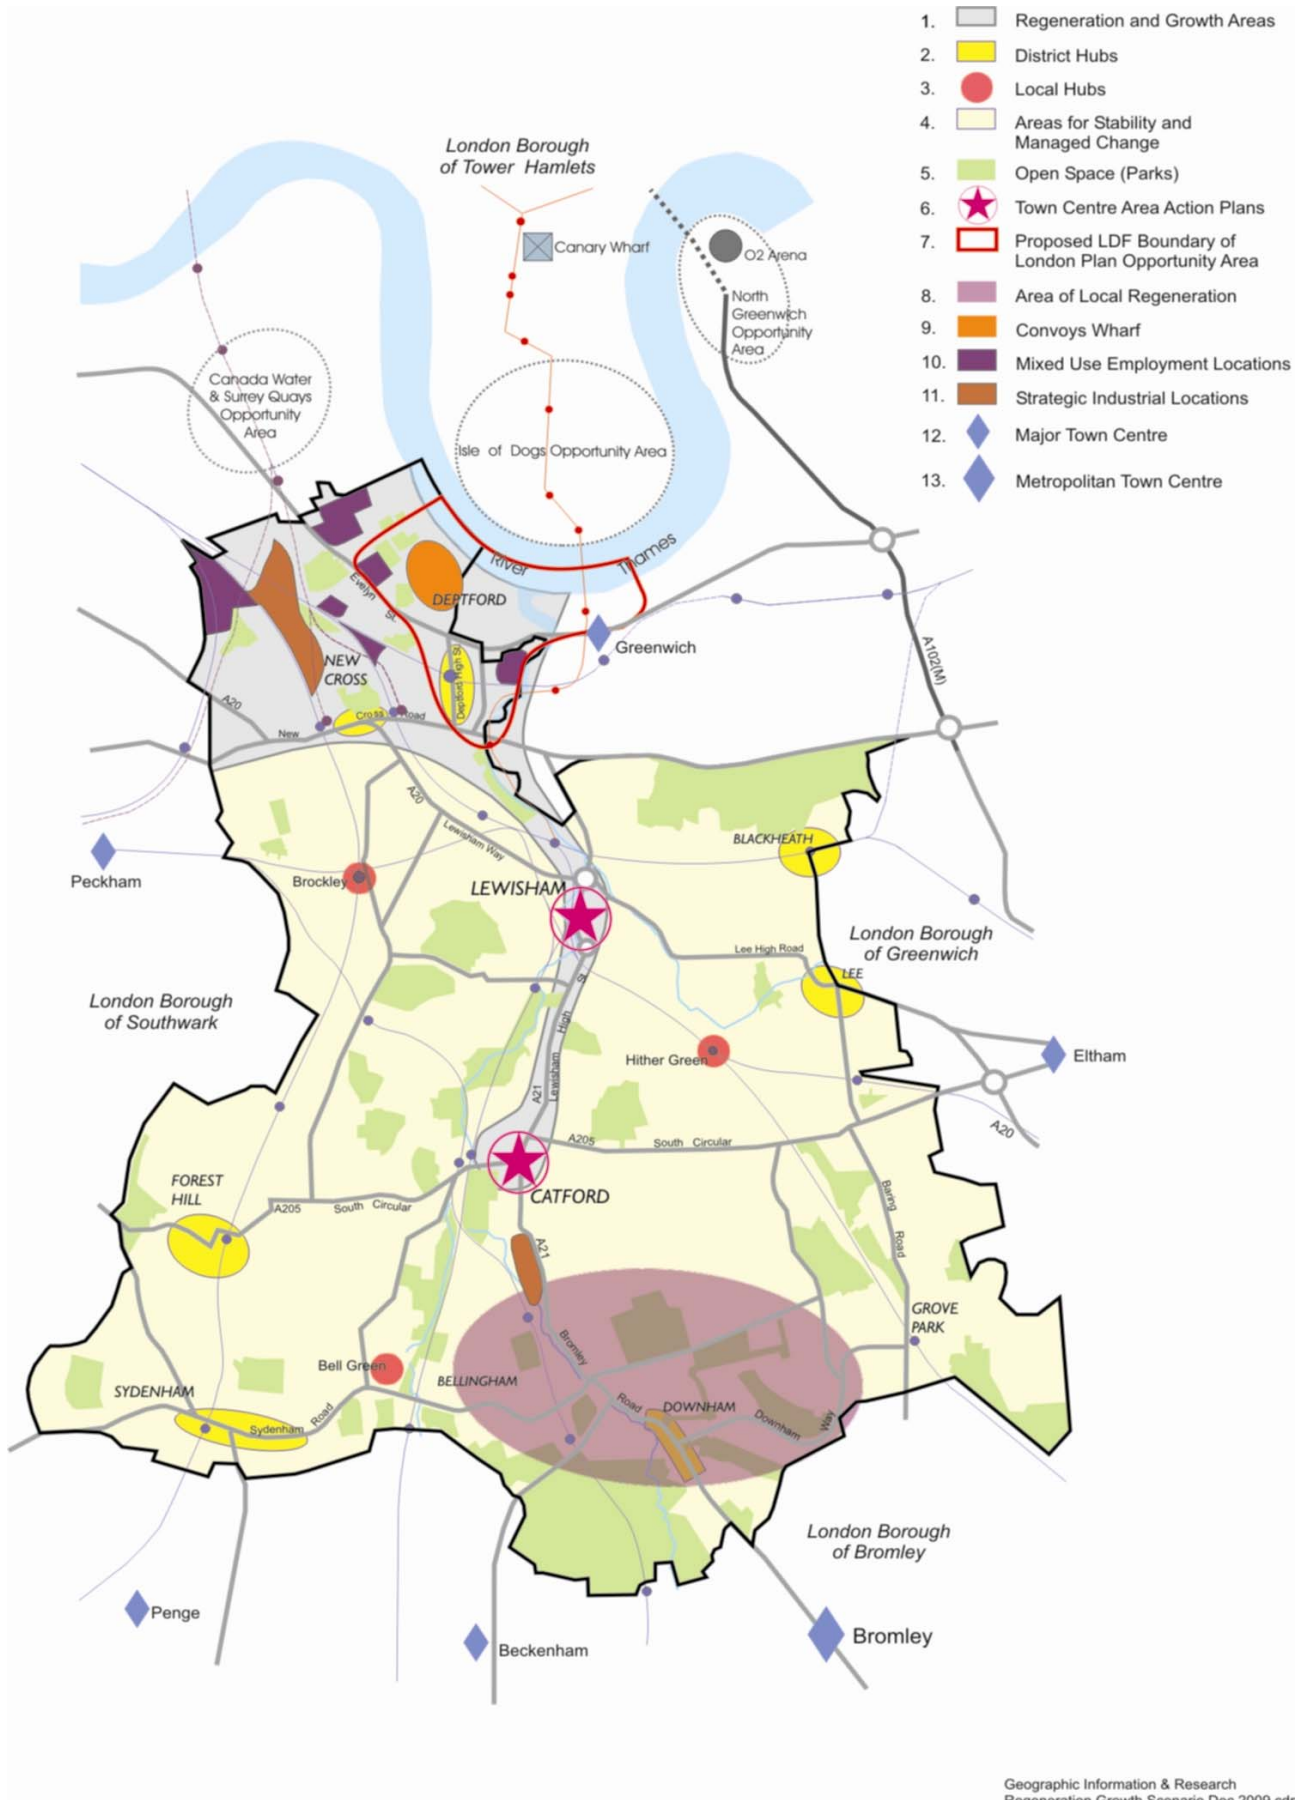 1. Regeneration and Growth Areas
2. District Hubs
3. Local Hubs
4. Areas for Stability and
Managed Change
5. Open Space (Parks)
6. Town Centre Area Action Plans
7. Proposed LDF Boundary of
London Plan Opportunity Area
8. Area of Local Regeneration
9. Convoys Wharf
10. Mixed Use Employment Locations
11. Strategic Industrial Locations
12. Major Town Centre
13. Metropolitan Town Centre
London Borough
of Tower Hamlets
Canary Wharf
O2 Arena
North
Greenwich
Opportunity
Area
Canada Water
& Surrey Quays
Opportunity
Area
Isle of Dogs Opportunity Area
River Thames
Evelyn St.
DEPTFORD
Greenwich
Deptford High St.
NEW
CROSS
A102(M)
A20
New Cross Road
A20
Lewisham Way
BLACKHEATH
Peckham
Brockley
LEWISHAM
London Borough
of Greenwich
Lee High Road
LEE
London Borough
of Southwark
A21 Lewisham High St
Hither Green
Eltham
A20
A205 South Circular
CATFORD
FOREST
HILL
A205 South Circular
Baring Road
A21
GROVE
PARK
Bromley Road
Bell Green
BELLINGHAM
SYDENHAM
DOWNHAM
Downham Way
Sydenham Road
London Borough
of Bromley
Penge
Beckenham
Bromley
Geographic Information & Research
Regeneration Growth Scenario Dec 2009.cdr